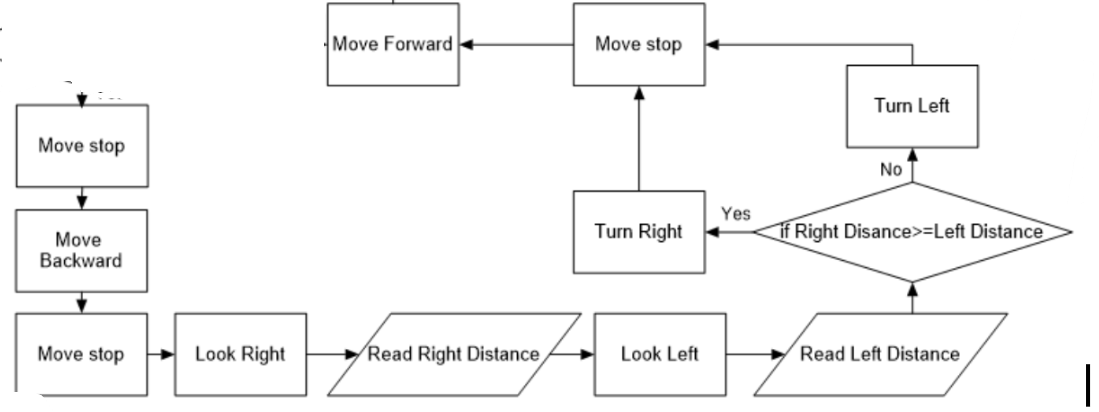 Move Forward
Move stop
Turn Left
Move stop
No
Yes
Turn Right
if Right Disance>=Left Distance
Move
Backward
Move stop
Look Right
Read Right Distance
Look Left
Read Left Distance